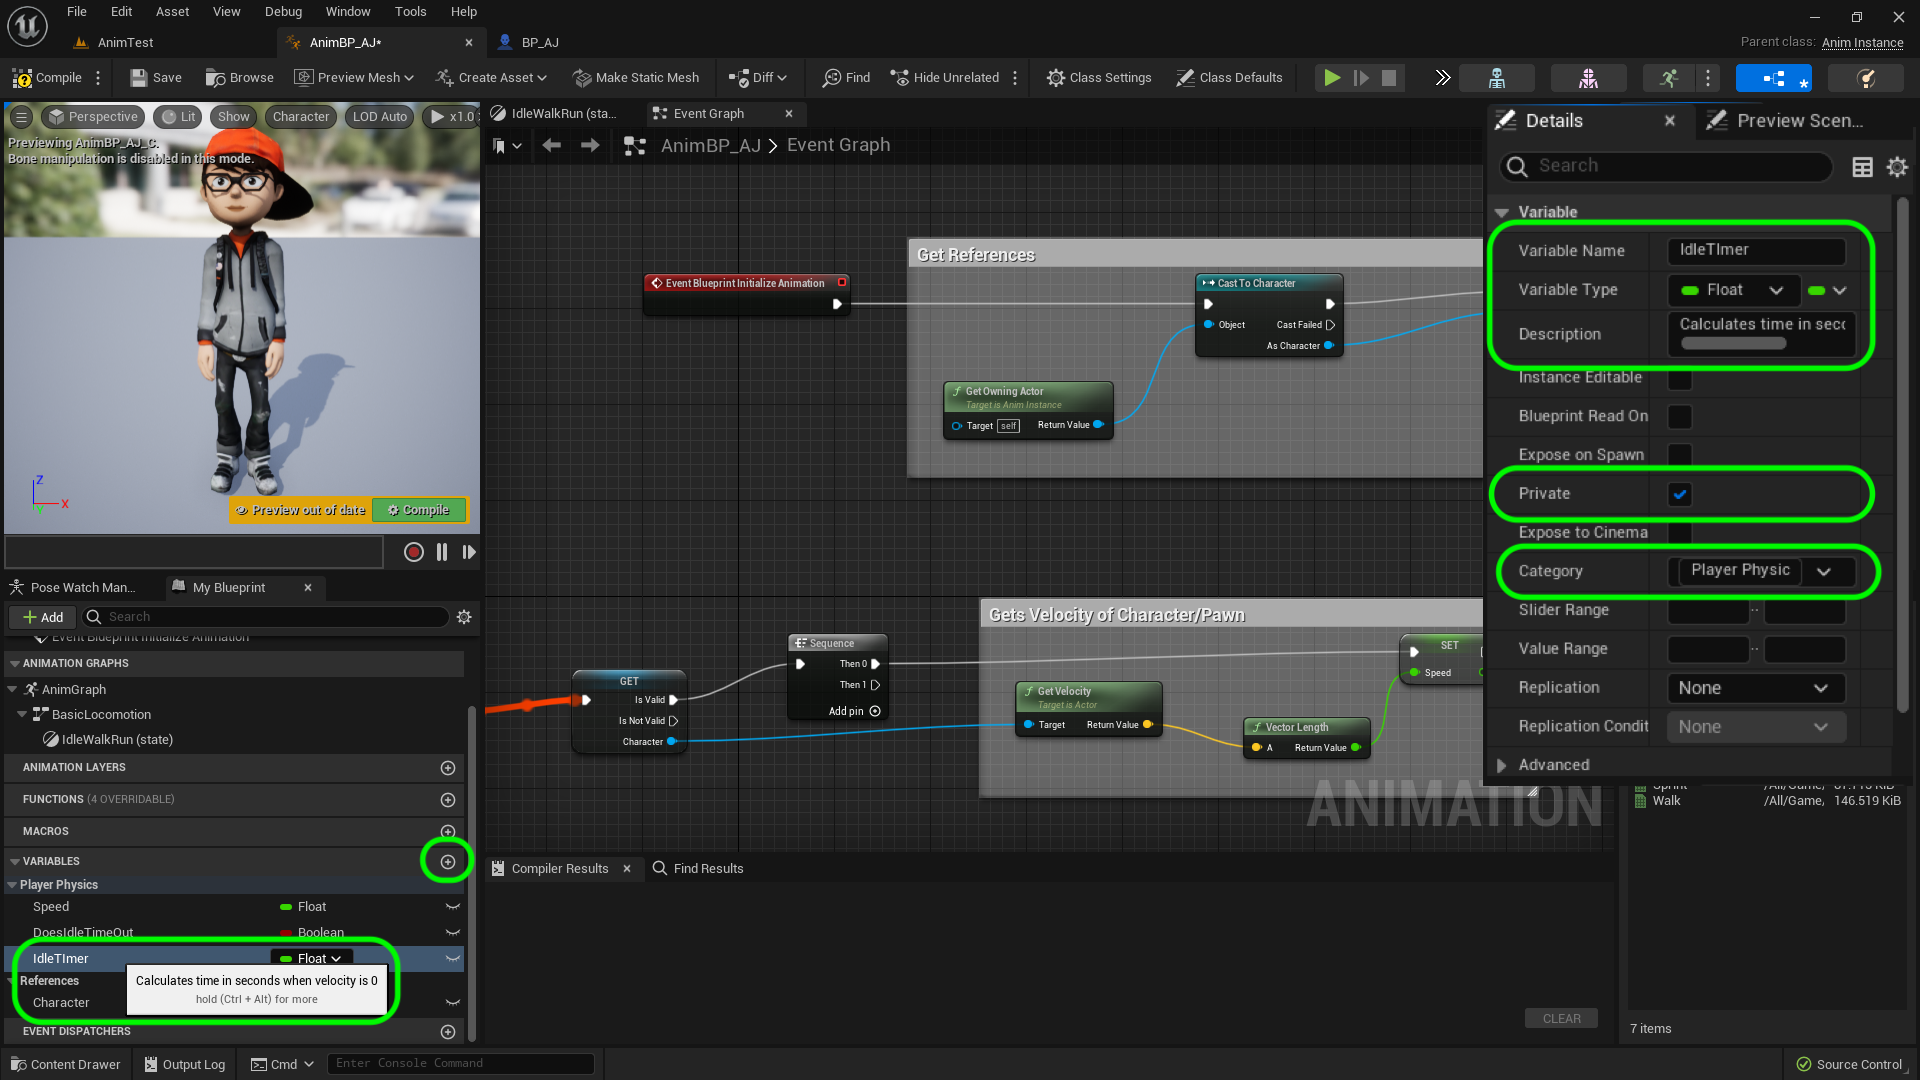 File Edit Asset View Debug Window Tools Help
AnimTest
AnimBP_AJ*
BP_AJ
Parent class: Anim Instance
Compile
Save
Browse
Preview Mesh
Create Asset
Make Static Mesh
Diff
Find
Hide Unrelated
Class Settings
Class Defaults
Perspective
Lit
Show
Character
LOD Auto
x1.0
Previewing AnimBP_AJ_C.
Bone manipulation is disabled in this mode.
Z
X
Preview out of date
Compile
Pose Watch Man...
My Blueprint
Add
Search
Event Blueprint Initialize Animation
ANIMATION GRAPHS
AnimGraph
BasicLocomotion
IdleWalkRun (state)
ANIMATION LAYERS
FUNCTIONS (4 OVERRIDABLE)
MACROS
VARIABLES
Player Physics
Speed Float
DoesIdleTimeOut Boolean
IdleTImer Float
References
Calculates time in seconds when velocity is 0
hold (Ctrl + Alt) for more
Character
EVENT DISPATCHERS
IdleWalkRun (sta...
Event Graph
AnimBP_AJ > Event Graph
Get References
Event Blueprint Initialize Animation
Cast To Character
Object
Cast Failed
As Character
Get Owning Actor
Target is Anim Instance
Target self Return Value
Gets Velocity of Character/Pawn
Sequence
Then 0
Then 1
Add pin
GET
Is Valid
Is Not Valid
Character
Get Velocity
Target is Actor
Target Return Value
Vector Length
A Return Value
SET
Speed
ANIMATION
Compiler Results
Find Results
CLEAR
Details
Preview Scen...
Search
Variable
Variable Name IdleTImer
Variable Type Float
Description Calculates time in sec
Instance Editable
Blueprint Read On
Expose on Spawn
Private
Expose to Cinema
Category Player Physic
Slider Range
Value Range
Replication None
Replication Condit None
Advanced
Sprint /All/Game,
Walk /All/Game, 146.519 KiB
7 items
Content Drawer
Output Log
Cmd
Enter Console Command
Source Control